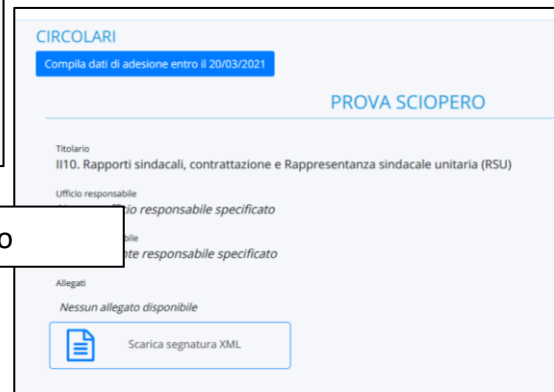 CIRCOLARI
Compila dati di adesione entro il 20/03/2021
PROVA SCIOPERO
Titolario
II10. Rapporti sindacali, contrattazione e Rappresentanza sindacale unitaria (RSU)
Ufficio responsabile
responsabile specificato
o
responsabile specificato
Allegati
Nessun allegato disponibile
Scarica segnatura XML